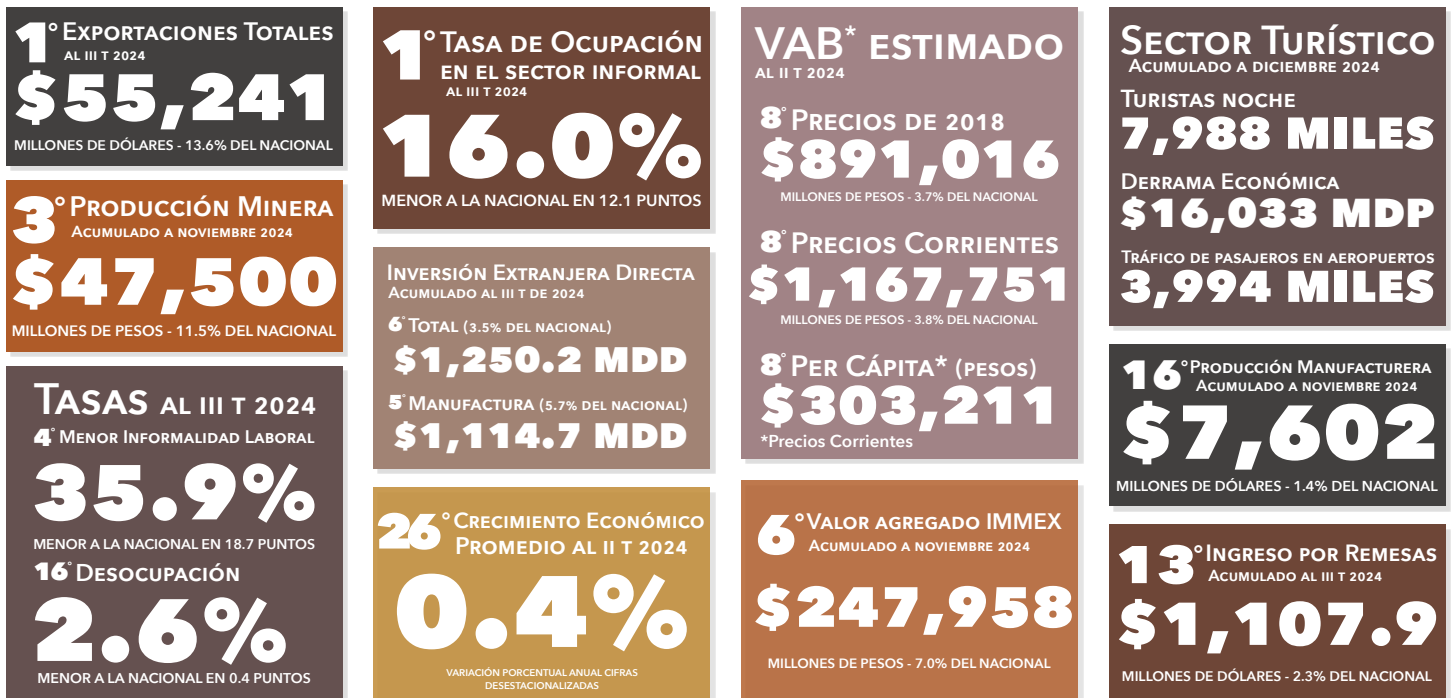 1° Exportaciones Totales
al III T 2024
$55,241
MILLONES DE DÓLARES - 13.6% DEL NACIONAL
3° Producción Minera
Acumulado a noviembre 2024
$47,500
MILLONES DE PESOS - 11.5% DEL NACIONAL
Tasas al III T 2024
4° Menor Informalidad Laboral
35.9%
MENOR A LA NACIONAL EN 18.7 PUNTOS
16° Desocupación
2.6%
MENOR A LA NACIONAL EN 0.4 PUNTOS
1° Tasa de Ocupación
en el sector informal
al III T 2024
16.0%
MENOR A LA NACIONAL EN 12.1 PUNTOS
Inversión Extranjera Directa
Acumulado al III T de 2024
6° Total (3.5% del nacional)
$1,250.2 MDD
5° Manufactura (5.7% del nacional)
$1,114.7 MDD
26° Crecimiento Económico
Promedio al II T 2024
0.4%
VARIACIÓN PORCENTUAL ANUAL CIFRAS
DESESTACIONALIZADAS
VAB* estimado
al II T 2024
8° Precios de 2018
$891,016
MILLONES DE PESOS - 3.7% DEL NACIONAL
8° Precios Corrientes
$1,167,751
MILLONES DE PESOS - 3.8% DEL NACIONAL
8° Per Cápita* (pesos)
$303,211
*Precios Corrientes
6° Valor agregado IMMEX
Acumulado a noviembre 2024
$247,958
MILLONES DE PESOS - 7.0% DEL NACIONAL
Sector Turístico
Acumulado a diciembre 2024
Turistas noche
7,988 MILES
Derrama Económica
$16,033 MDP
Tráfico de pasajeros en aeropuertos
3,994 MILES
16° Producción Manufacturera
Acumulado a noviembre 2024
$7,602
MILLONES DE DÓLARES - 1.4% DEL NACIONAL
13° Ingreso por Remesas
Acumulado al III T 2024
$1,107.9
MILLONES DE DÓLARES - 2.3% DEL NACIONAL